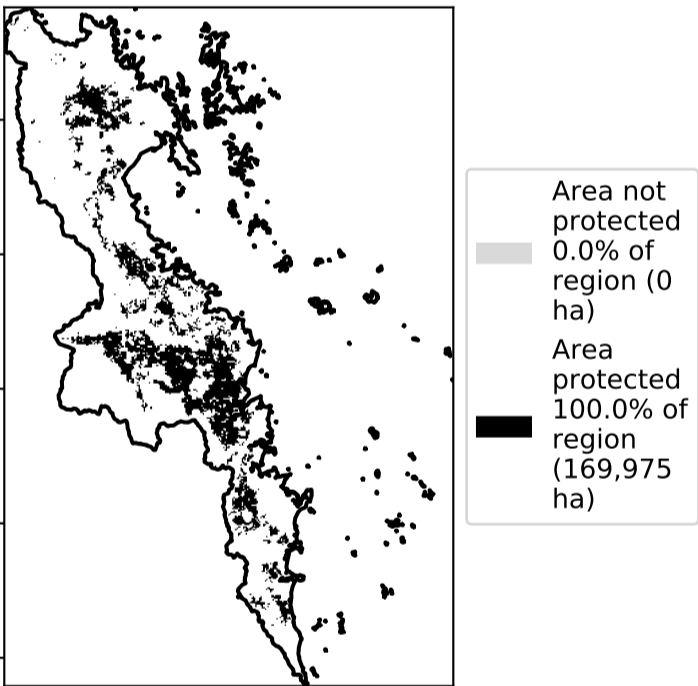 Area not
protected
0.0% of
region (0
ha)
Area
protected
100.0% of
region
(169,975
ha)